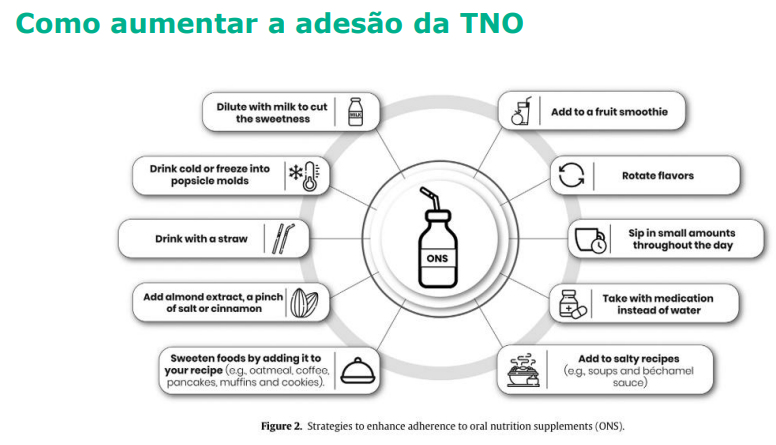 Como aumentar a adesão da TNO
Dilute with milk to cut
the sweetness
MILK
Add to a fruit smoothie
Drink cold or freeze into
popsicle molds
Rotate flavors
Drink with a straw
Sip in small amounts
throughout the day
ONS
Add almond extract, a pinch
of salt or cinnamon
Take with medication
instead of water
Sweeten foods by adding it to
your recipe (e.g., oatmeal, coffee,
pancakes, muffins and cookies).
Add to salty recipes
(e.g., soups and béchamel
sauce)
Figure 2. Strategies to enhance adherence to oral nutrition supplements (ONS).